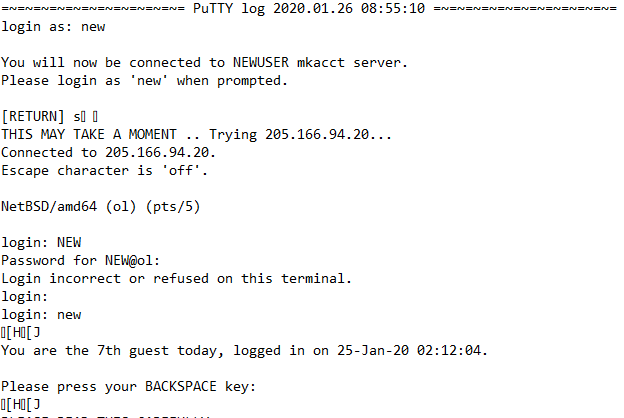 =~=~=~=~=~=~=~=~=~=~=~= PuTTY log 2020.01.26 08:55:10 =~=~=~=~=~=~=~=~=~=~=~=
login as: new
You will now be connected to NEWUSER mkacct server.
Please login as 'new' when prompted.
[RETURN] s▯ ▯
THIS MAY TAKE A MOMENT .. Trying 205.166.94.20...
Connected to 205.166.94.20.
Escape character is 'off'.
NetBSD/amd64 (ol) (pts/5)
login: NEW
Password for NEW@ol:
Login incorrect or refused on this terminal.
login:
login: new
▯[H▯[J
You are the 7th guest today, logged in on 25-Jan-20 02:12:04.
Please press your BACKSPACE key:
▯[H▯[J